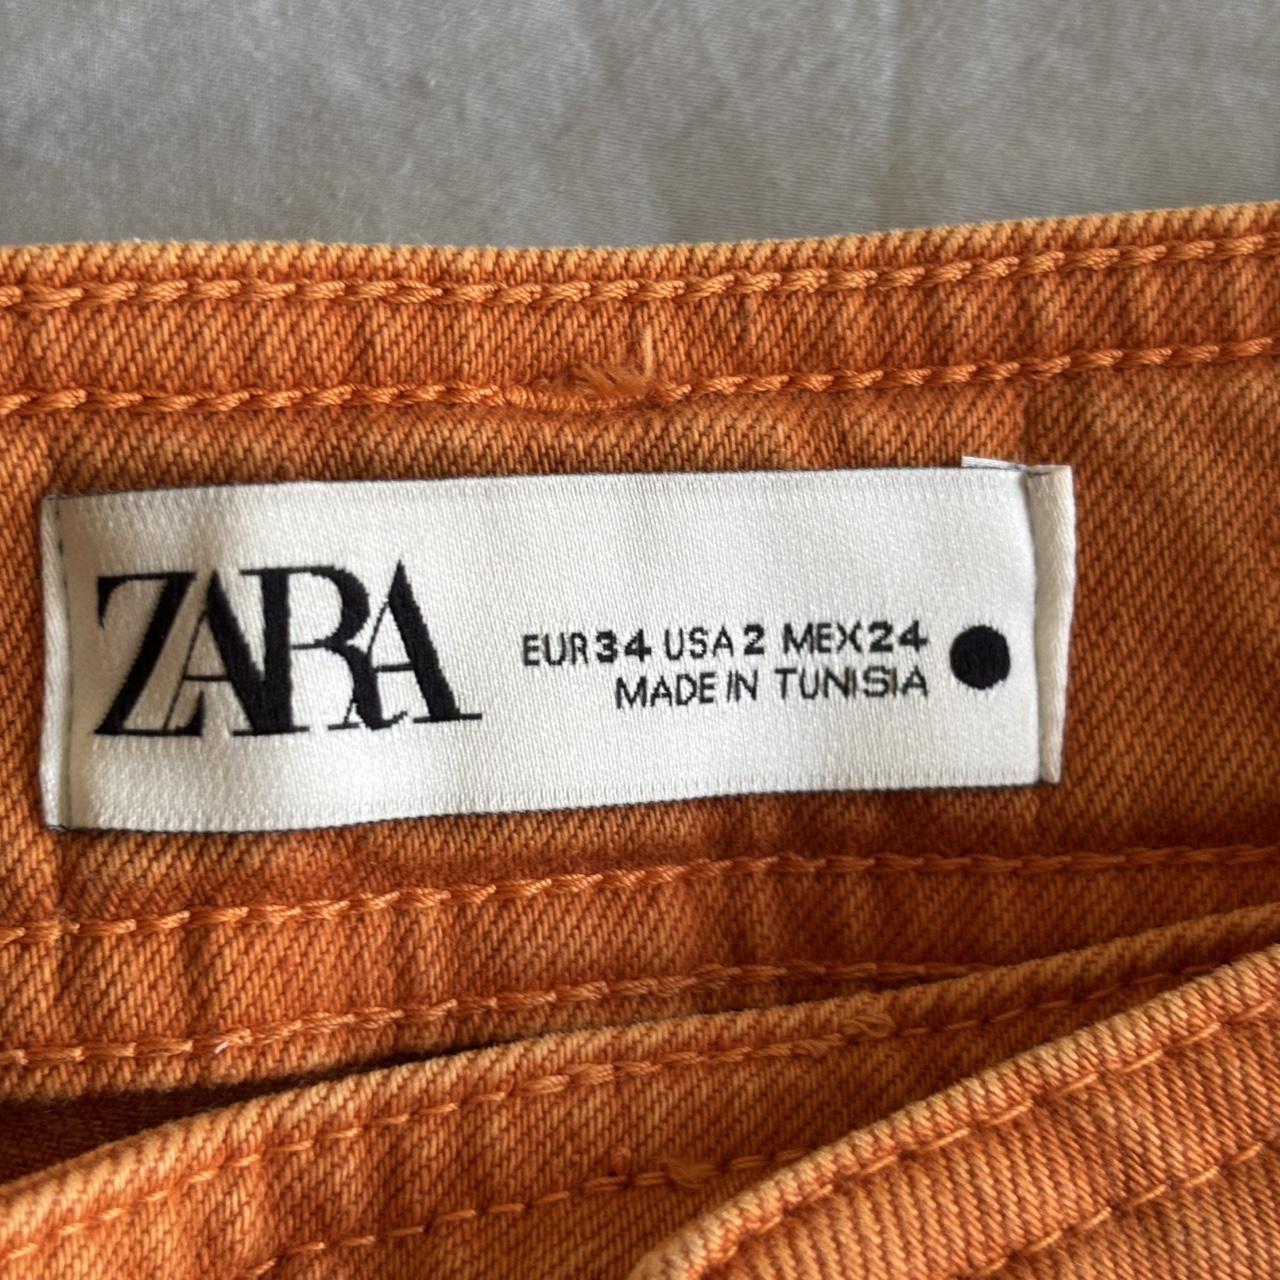 ZARA
EUR 34 USA 2 MEX 24
MADE IN TUNISIA